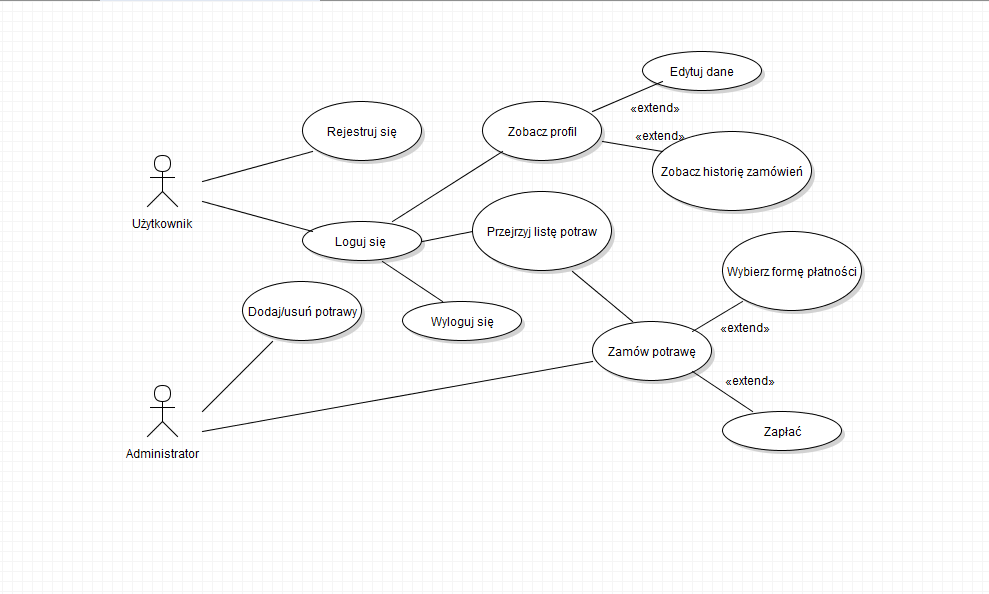 Edytuj dane
«extend»
Rejestruj się
Zobacz profil
«extend»
Zobacz historię zamówień
Użytkownik
Loguj się
Przejrzyj listę potraw
Wybierz formę płatności
Dodaj/usuń potrawy
Wyloguj się
«extend»
Zamów potrawę
«extend»
Zapłać
Administrator